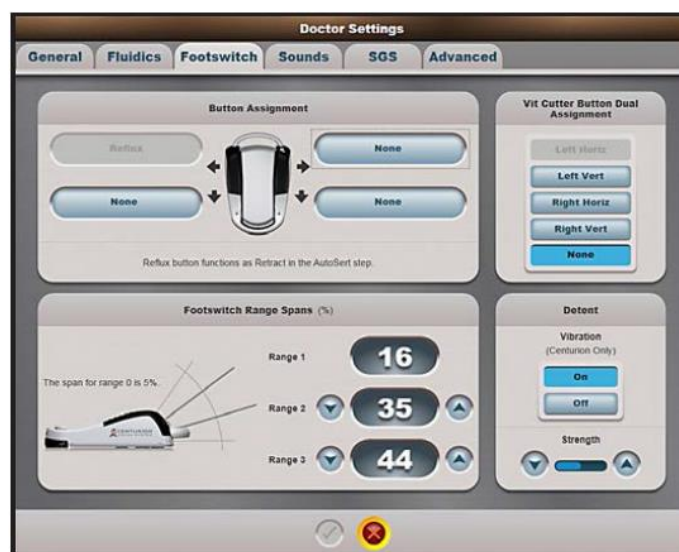 Doctor Settings
General Fluidics Footswitch Sounds SGS Advanced
Button Assignment
Reflux
None
None
None
Reflux button functions as Retract in the AutoSert step.
Vit Cutter Button Dual
Assignment
Left Horiz
Left Vert
Right Horiz
Right Vert
None
Footswitch Range Spans (%)
The span for range 0 is 5%.
CENTURION
Range 1
16
Range 2
35
Range 3
44
Detent
Vibration
(Centurion Only)
On
Off
Strength